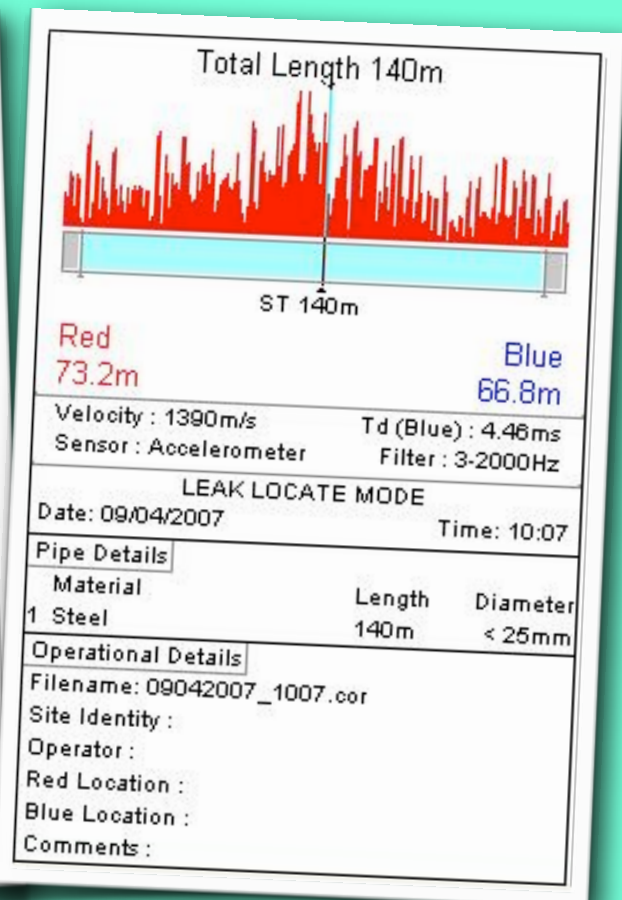 Total Length 140m
ST 140m
Red
73.2m
Blue
66.8m
Velocity : 1390m/s
Td (Blue) : 4.46ms
Sensor : Accelerometer
Filter : 3-2000Hz
LEAK LOCATE MODE
Date: 09/04/2007
Time: 10:07
Pipe Details
Material Length Diameter
1 Steel 140m < 25mm
Operational Details
Filename: 09042007_1007.cor
Site Identity :
Operator :
Red Location :
Blue Location :
Comments :